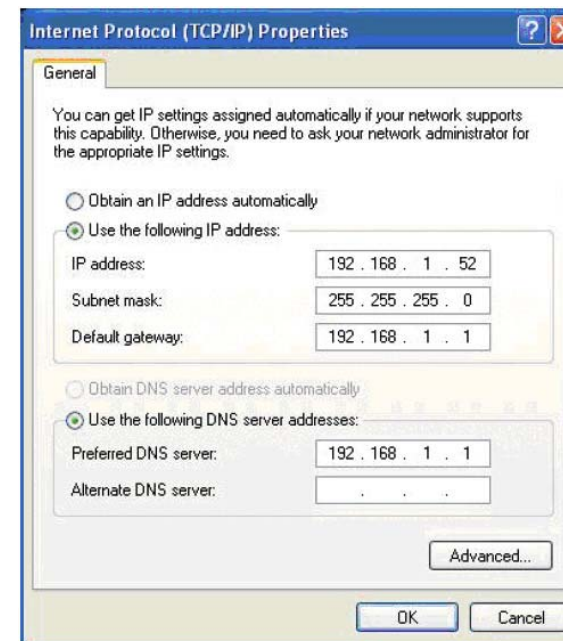 Internet Protocol (TCP/IP) Properties
General
You can get IP settings assigned automatically if your network supports
this capability. Otherwise, you need to ask your network administrator for
the appropriate IP settings.
Obtain an IP address automatically
Use the following IP address:
IP address: 192 . 168 . 1 . 52
Subnet mask: 255 . 255 . 255 . 0
Default gateway: 192 . 168 . 1 . 1
Obtain DNS server address automatically
Use the following DNS server addresses:
Preferred DNS server: 192 . 168 . 1 . 1
Alternate DNS server: . . .
Advanced...
OK Cancel